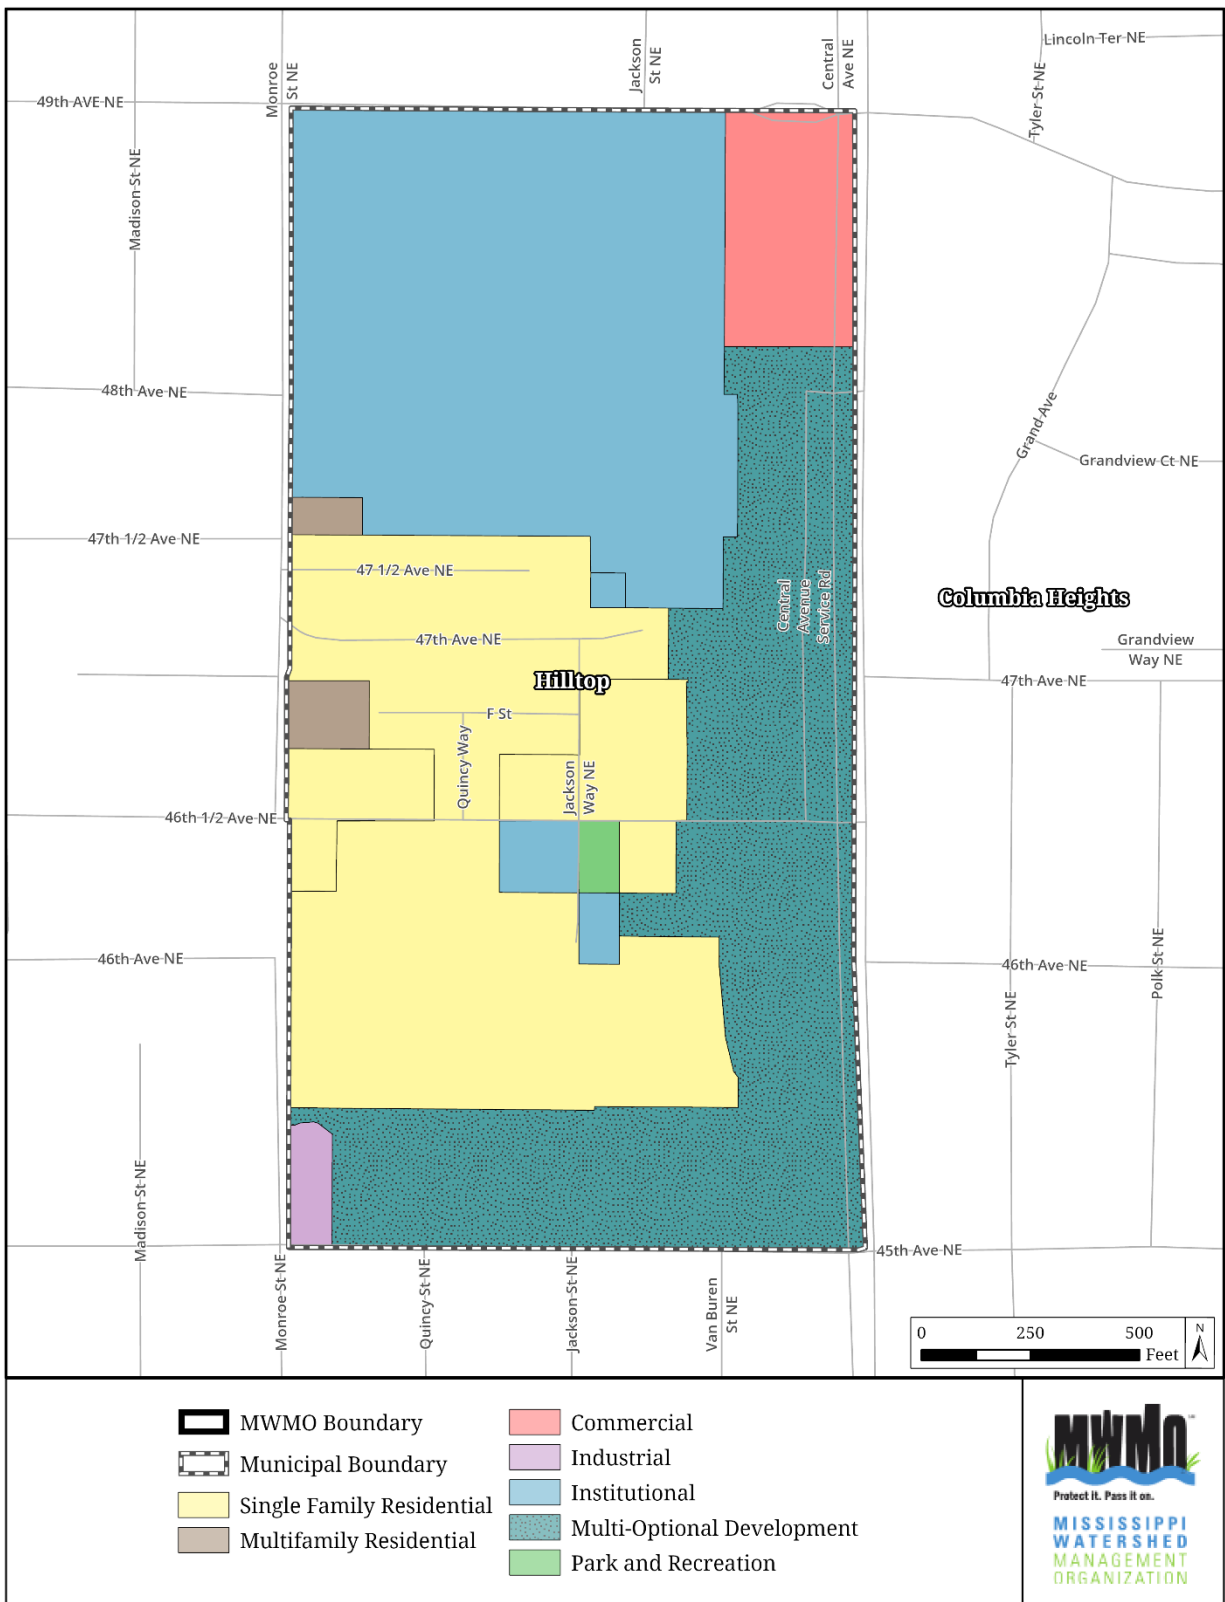 Lincoln Ter NE
Monroe
St NE
Jackson
St NE
Central
Ave NE
Tyler St NE
49th AVE NE
Madison St NE
48th Ave NE
Grand Ave
Grandview Ct NE
47th 1/2 Ave NE
47 1/2 Ave NE
Central
Avenue
Service Rd
Columbia Heights
47th Ave NE
Grandview
Way NE
Hilltop
47th Ave NE
F St
Quincy Way
Jackson
Way NE
46th 1/2 Ave NE
46th Ave NE
46th Ave NE
Polk St NE
Tyler St NE
Madison St NE
45th Ave NE
Monroe St NE
Quincy St NE
Jackson St NE
Van Buren
St NE
0 250 500
Feet
N
MWMO Boundary
Municipal Boundary
Single Family Residential
Multifamily Residential
Commercial
Industrial
Institutional
Multi-Optional Development
Park and Recreation
MWMO
Protect it. Pass it on.
MISSISSIPPI
WATERSHED
MANAGEMENT
ORGANIZATION